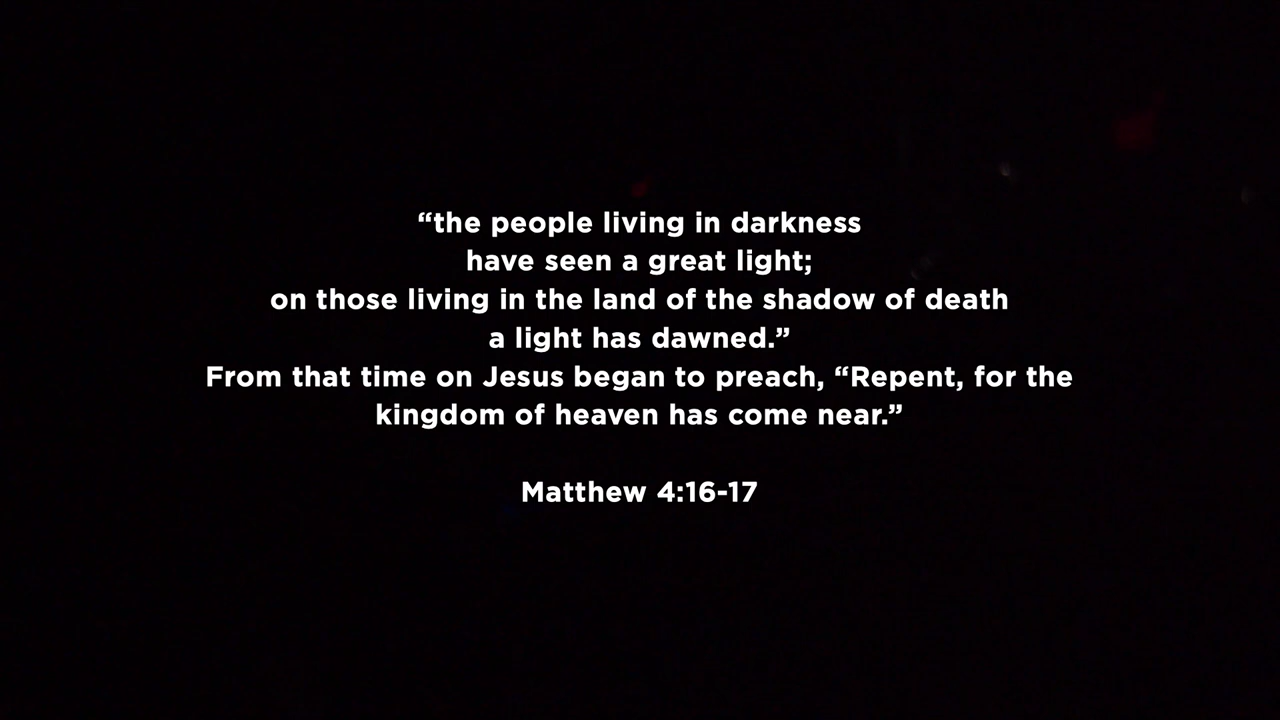 “the people living in darkness
have seen a great light;
on those living in the land of the shadow of death
a light has dawned.”
From that time on Jesus began to preach, “Repent, for the
kingdom of heaven has come near.”
Matthew 4:16-17